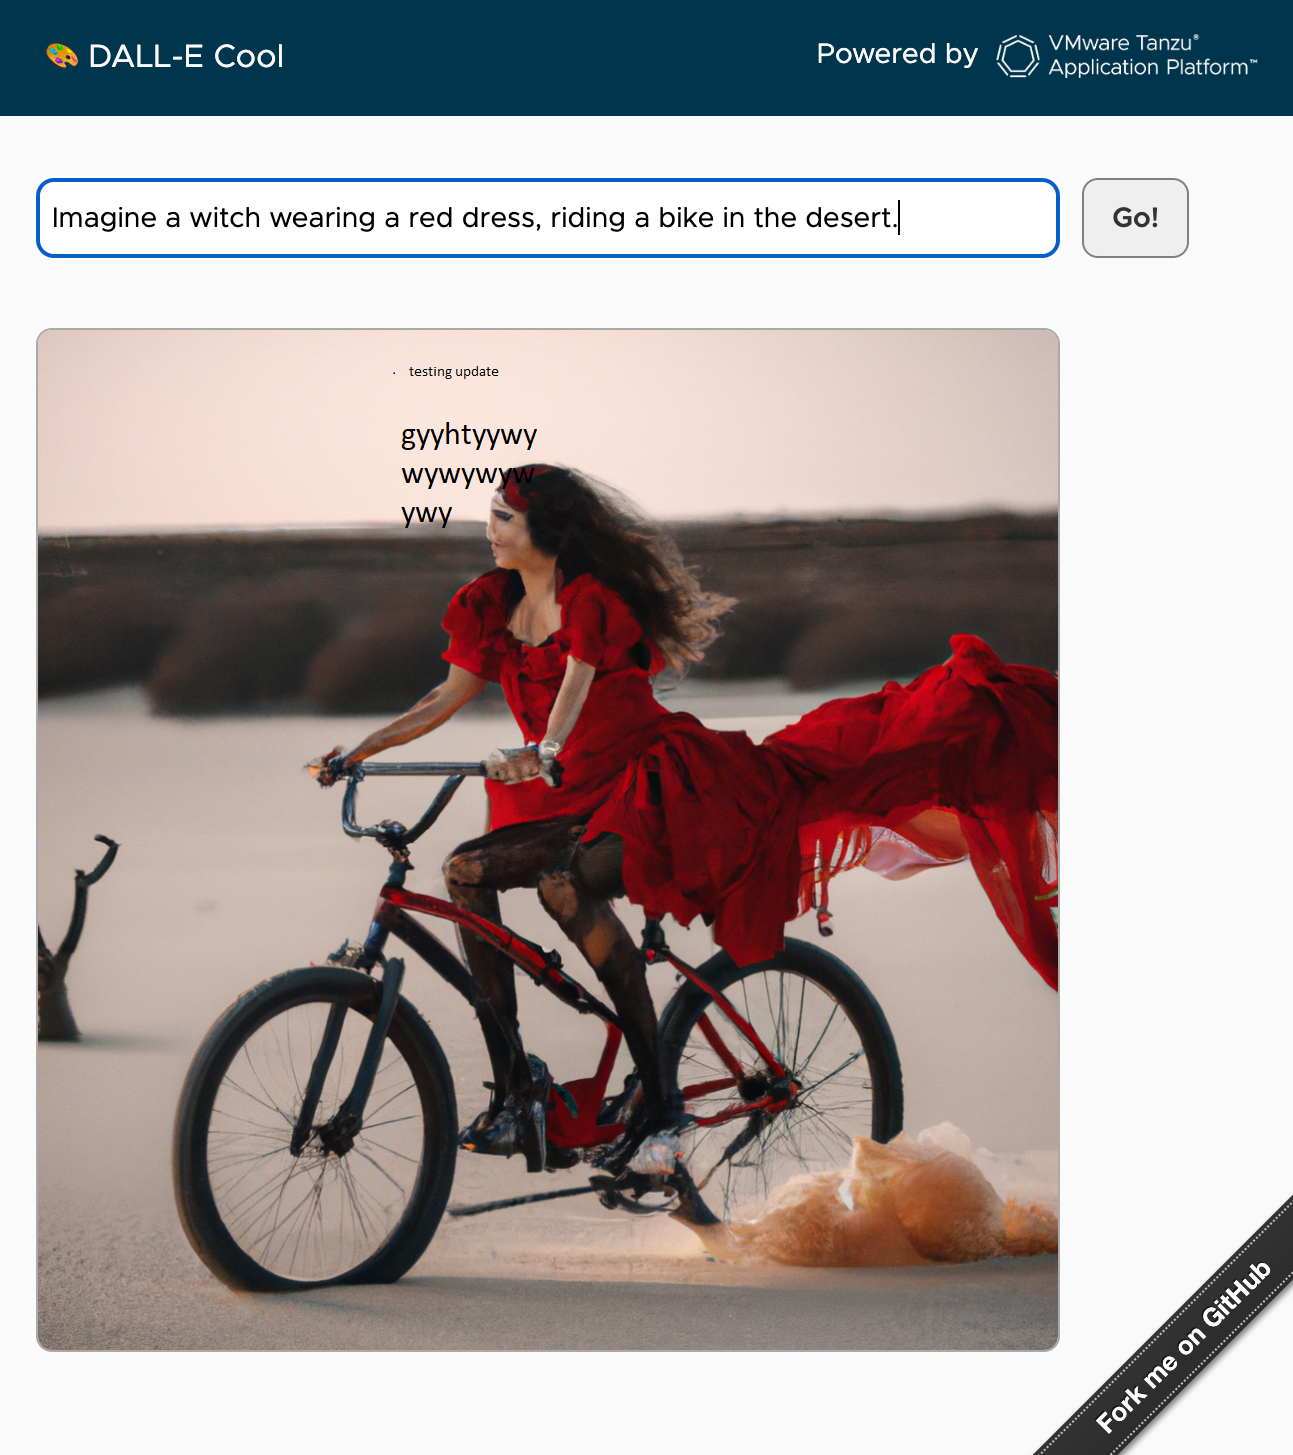 DALL-E Cool
Powered by
VMware Tanzu®
Application Platform™
Imagine a witch wearing a red dress, riding a bike in the desert.
Go!
· testing update
gyyhtyywy
wywywyw
ywy
Fork me on GitHub